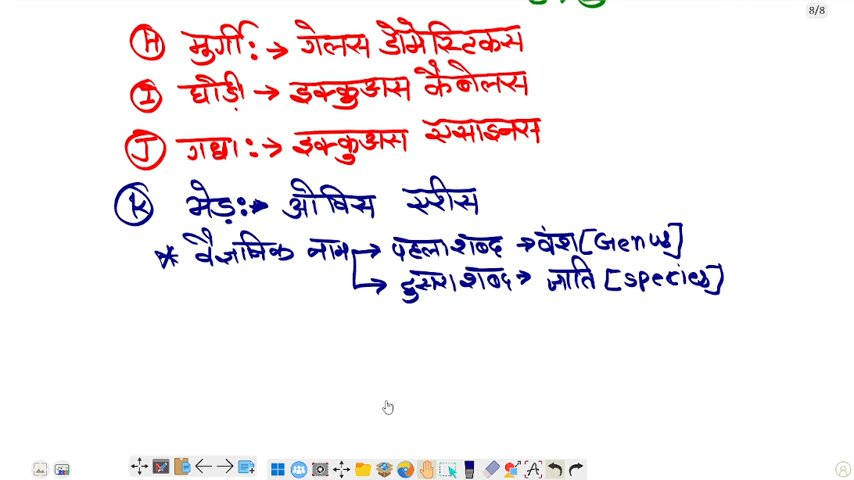 8/8
(H) मुर्गी :→ गेलस डोमेस्टिकस
(I) घोड़ी → इक्कुअस कैबेलस
(J) गधा :→ इक्कुअस एसाइनस
(K) भेड़ :→ ओविस एरीस
* वैज्ञानिक नाम → पहला शब्द → वंश [Genus]
→ दुसरा शब्द → जाति [species]